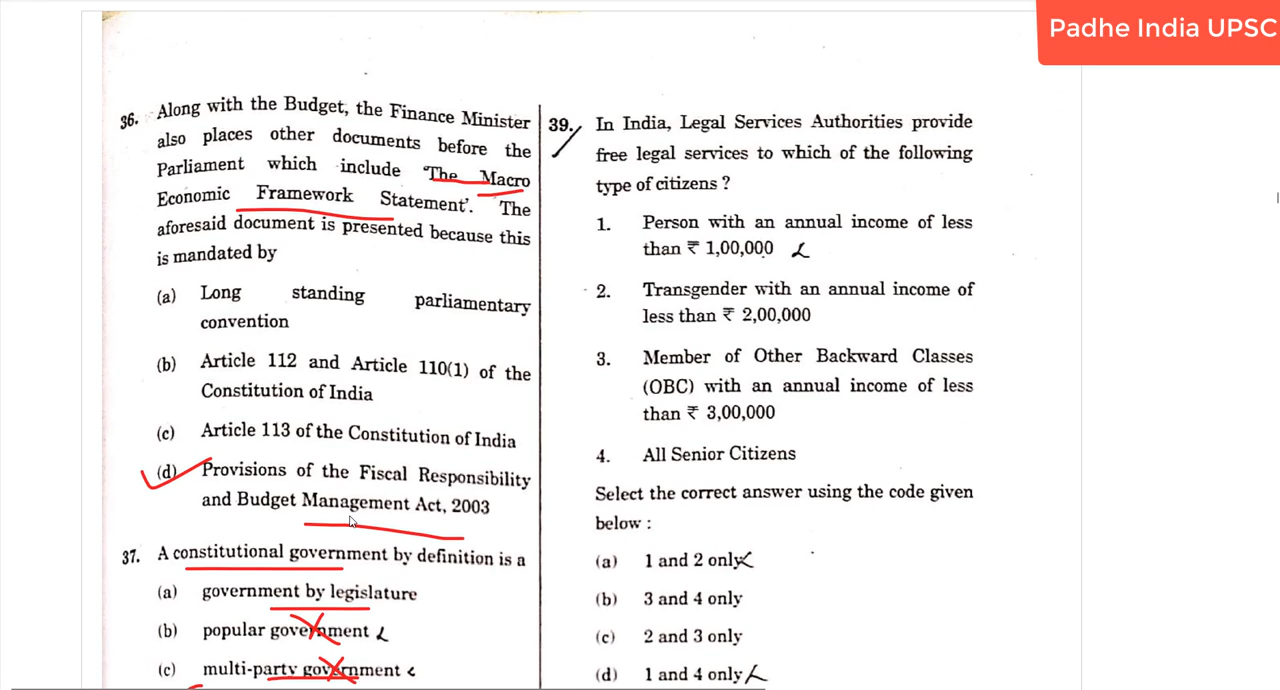 Padhe India UPSC
36. Along with the Budget, the Finance Minister
also places other documents before the
Parliament which include 'The Macro
Economic Framework Statement'. The
aforesaid document is presented because this
is mandated by
(a) Long standing parliamentary
convention
(b) Article 112 and Article 110(1) of the
Constitution of India
(c) Article 113 of the Constitution of India
(d) Provisions of the Fiscal Responsibility
and Budget Management Act, 2003
37. A constitutional government by definition is a
(a) government by legislature
(b) popular government
(c) multi-party government
39. In India, Legal Services Authorities provide
free legal services to which of the following
type of citizens ?
1. Person with an annual income of less
than ₹ 1,00,000
2. Transgender with an annual income of
less than ₹ 2,00,000
3. Member of Other Backward Classes
(OBC) with an annual income of less
than ₹ 3,00,000
4. All Senior Citizens
Select the correct answer using the code given
below :
(a) 1 and 2 only
(b) 3 and 4 only
(c) 2 and 3 only
(d) 1 and 4 only